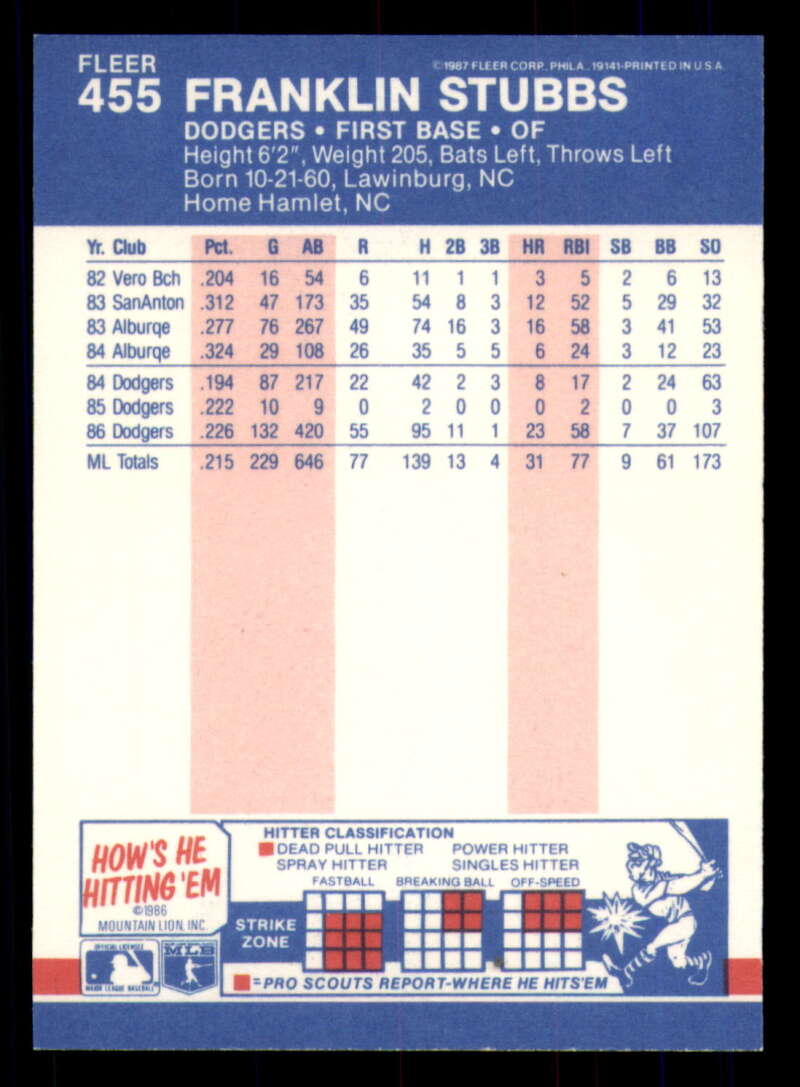 FLEER
©1987 FLEER CORP. PHILA., 19141-PRINTED IN U.S.A.
455 FRANKLIN STUBBS
DODGERS • FIRST BASE • OF
Height 6'2", Weight 205, Bats Left, Throws Left
Born 10-21-60, Lawinburg, NC
Home Hamlet, NC
Yr. Club Pct. G AB R H 2B 3B HR RBI SB BB SO
82 Vero Bch .204 16 54 6 11 1 1 3 5 2 6 13
83 SanAnton .312 47 173 35 54 8 3 12 52 5 29 32
83 Alburqe .277 76 267 49 74 16 3 16 58 3 41 53
84 Alburqe .324 29 108 26 35 5 5 6 24 3 12 23
84 Dodgers .194 87 217 22 42 2 3 8 17 2 24 63
85 Dodgers .222 10 9 0 2 0 0 0 2 0 0 3
86 Dodgers .226 132 420 55 95 11 1 23 58 7 37 107
ML Totals .215 229 646 77 139 13 4 31 77 9 61 173
HOW'S HE
HITTING 'EM
©1986
MOUNTAIN LION, INC.
OFFICIAL LICENSEE
MAJOR LEAGUE BASEBALL
MLB
HITTER CLASSIFICATION
DEAD PULL HITTER POWER HITTER
SPRAY HITTER SINGLES HITTER
FASTBALL BREAKING BALL OFF-SPEED
STRIKE
ZONE
=PRO SCOUTS REPORT-WHERE HE HITS'EM